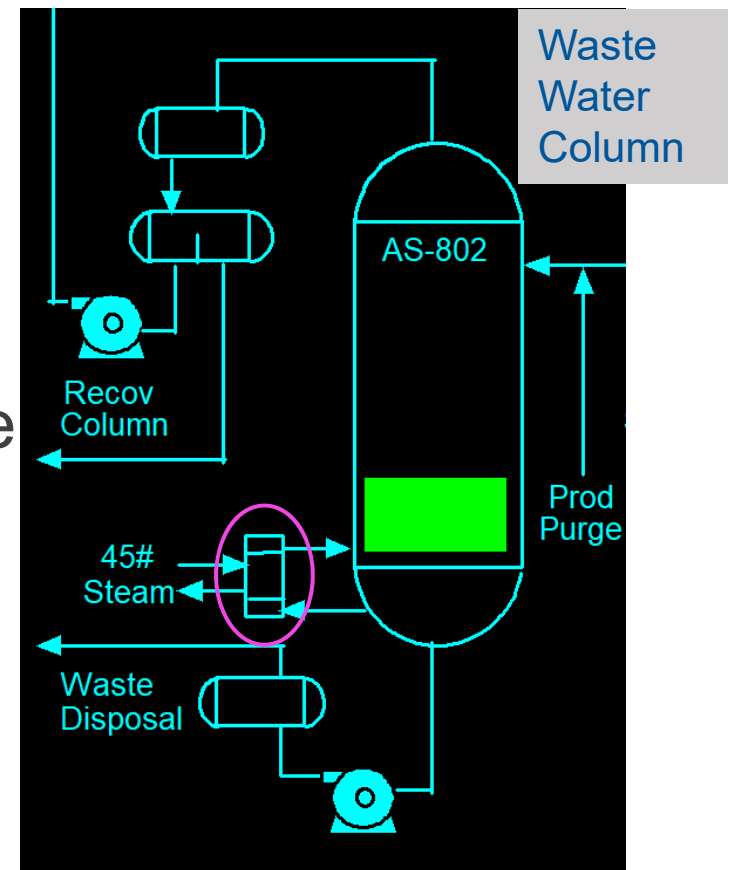 Waste
Water
Column
AS-802
Recov
Column
e
Prod
Purge
45#
Steam
Waste
Disposal